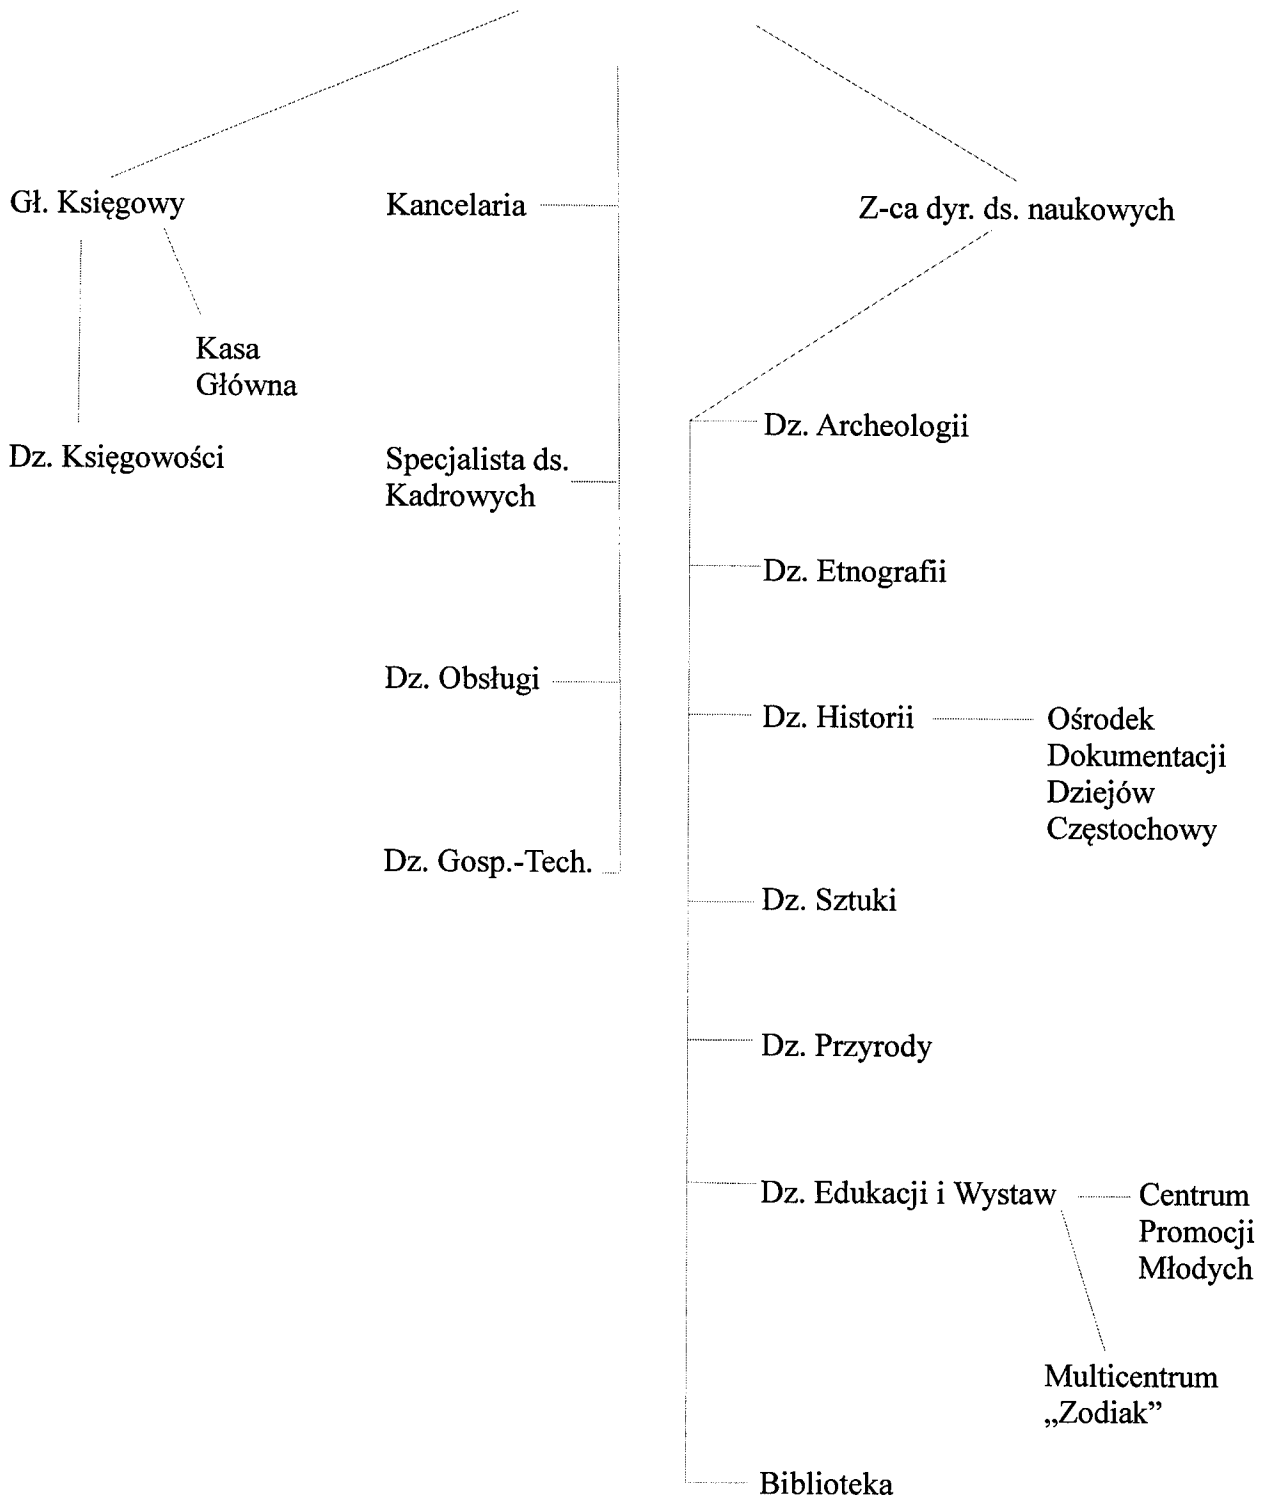 Gł. Księgowy
Kancelaria
Z-ca dyr. ds. naukowych
Kasa
Główna
Dz. Księgowości
Specjalista ds.
Kadrowych
Dz. Obsługi
Dz. Gosp.-Tech.
Dz. Archeologii
Dz. Etnografii
Dz. Historii
Ośrodek
Dokumentacji
Dziejów
Częstochowy
Dz. Sztuki
Dz. Przyrody
Dz. Edukacji i Wystaw
Centrum
Promocji
Młodych
Multicentrum
„Zodiak”
Biblioteka